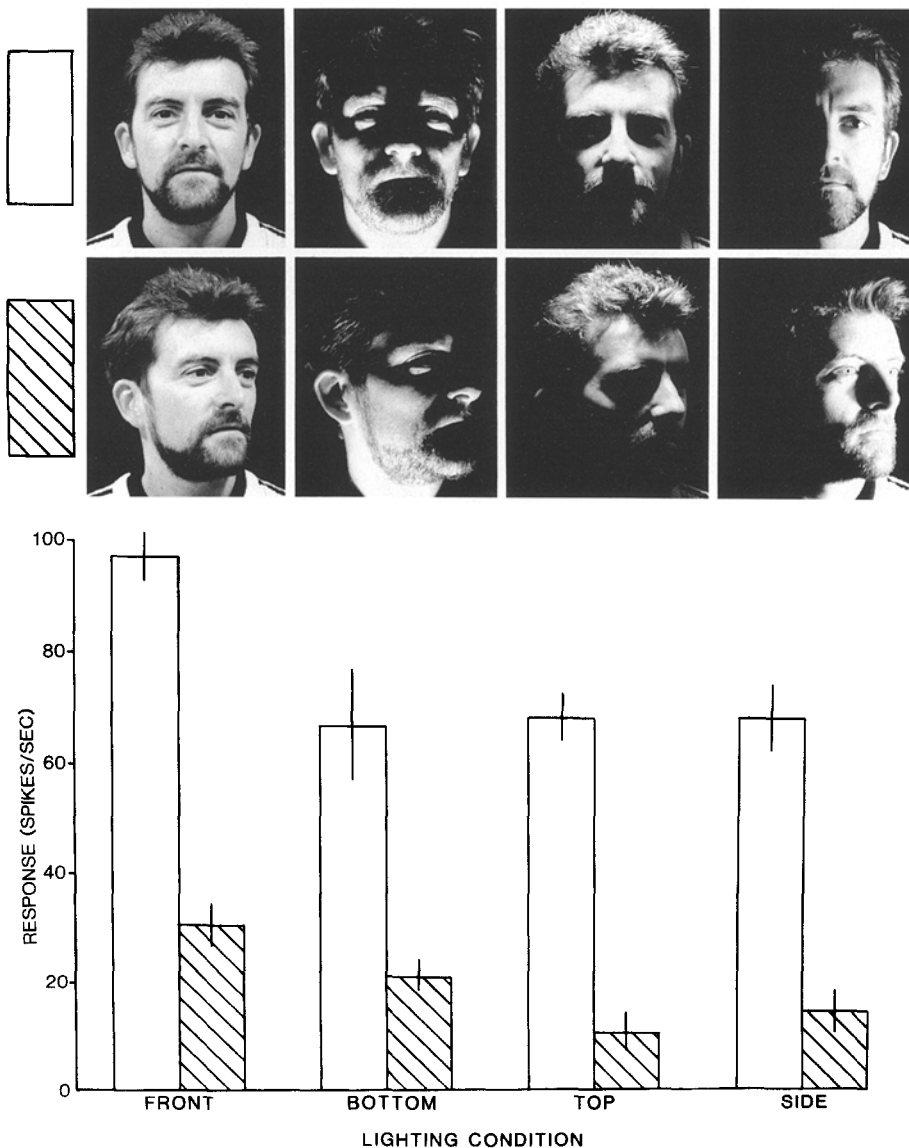 100
80
60
40
20
0
RESPONSE (SPIKES/SEC)
FRONT BOTTOM TOP SIDE
LIGHTING CONDITION